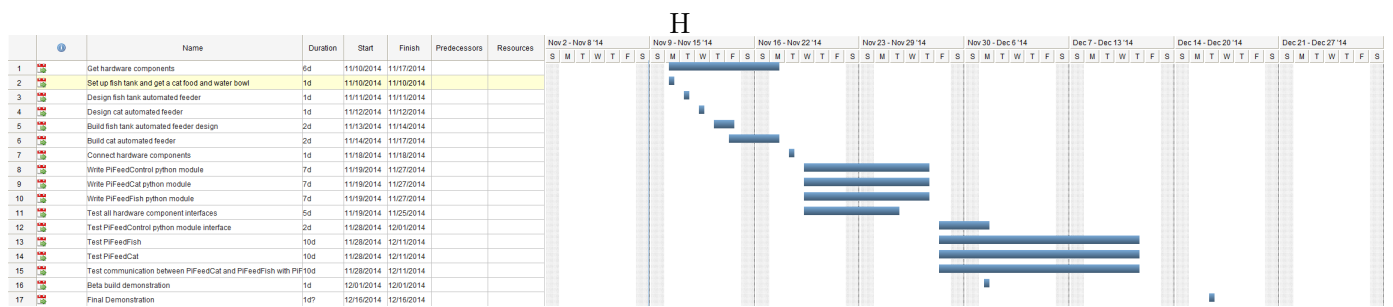 H
Name Duration Start Finish Predecessors Resources Nov 2 - Nov 8 '14 Nov 9 - Nov 15 '14 Nov 16 - Nov 22 '14 Nov 23 - Nov 29 '14 Nov 30 - Dec 6 '14 Dec 7 - Dec 13 '14 Dec 14 - Dec 20 '14 Dec 21 - Dec 27 '14
S M T W T F S S M T W T F S S M T W T F S S M T W T F S S M T W T F S S M T W T F S S M T W T F S S M T W T F S
1 Get hardware components 6d 11/10/2014 11/17/2014
2 Set up fish tank and get a cat food and water bowl 1d 11/10/2014 11/10/2014
3 Design fish tank automated feeder 1d 11/11/2014 11/11/2014
4 Design cat automated feeder 1d 11/12/2014 11/12/2014
5 Build fish tank automated feeder design 2d 11/13/2014 11/14/2014
6 Build cat automated feeder 2d 11/14/2014 11/17/2014
7 Connect hardware components 1d 11/18/2014 11/18/2014
8 Write PiFeedControl python module 7d 11/19/2014 11/27/2014
9 Write PiFeedCat python module 7d 11/19/2014 11/27/2014
10 Write PiFeedFish python module 7d 11/19/2014 11/27/2014
11 Test all hardware component interfaces 5d 11/19/2014 11/25/2014
12 Test PiFeedControl python module interface 2d 11/28/2014 12/01/2014
13 Test PiFeedFish 10d 11/28/2014 12/11/2014
14 Test PiFeedCat 10d 11/28/2014 12/11/2014
15 Test communication between PiFeedCat and PiFeedFish with PiF 10d 11/28/2014 12/11/2014
16 Beta build demonstration 1d 12/01/2014 12/01/2014
17 Final Demonstration 1d? 12/16/2014 12/16/2014